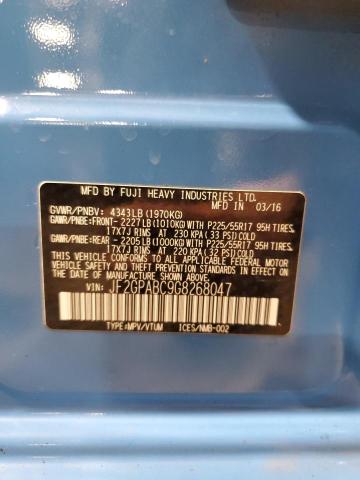 MFD BY FUJI HEAVY INDUSTRIES LTD. IN 03/16
GVWR/PNBV: 4343LB (1970KG)
GAWR/PNBE: FRONT- 2227LB (1010KG) WITH P225/55R17 95H TIRES,
17X7J RIMS AT 230 KPA (33 PSI) COLD
GAWR/PNBE: REAR - 2205LB (1000KG) WITH P225/55R17 95H TIRES,
17X7J RIMS AT 220 KPA (32 PSI) COLD
THIS VEHICLE CONFORMS TO ALL APPLICABLE U.S. FEDERAL MOTOR
VEHICLE SAFETY STANDARDS IN EFFECT ON THE
DATE OF MANUFACTURE SHOWN ABOVE.
VIN: JF2GPABC9G8268047
TYPE:MPV/VTUM ICES/NMB-002